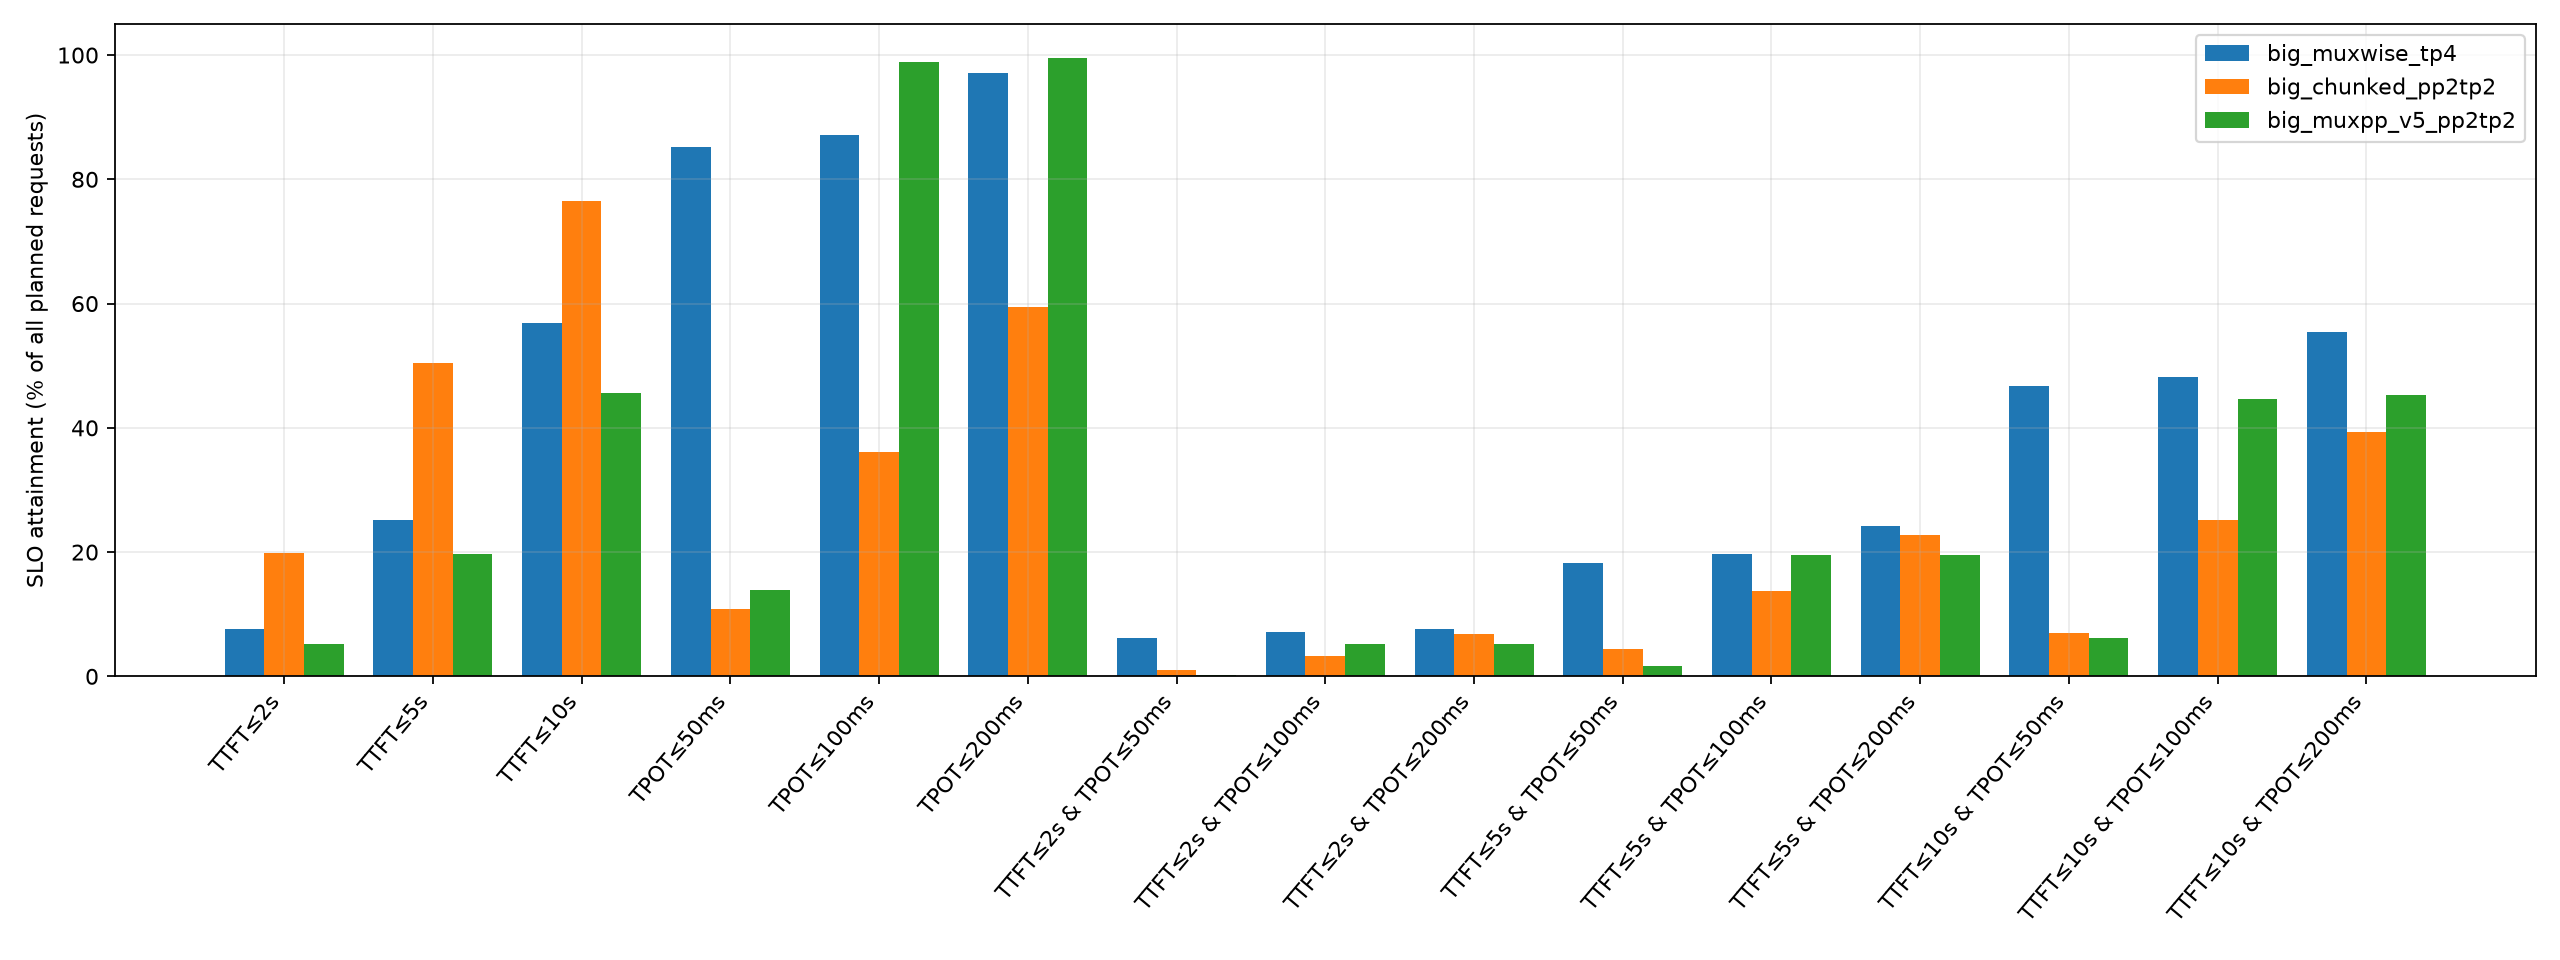 SLO attainment (% of all planned requests)
100
80
60
40
20
0
big_muxwise_tp4
big_chunked_pp2tp2
big_muxpp_v5_pp2tp2
TTFT≤2s
TTFT≤5s
TTFT≤10s
TPOT≤50ms
TPOT≤100ms
TPOT≤200ms
TTFT≤2s & TPOT≤50ms
TTFT≤2s & TPOT≤100ms
TTFT≤2s & TPOT≤200ms
TTFT≤5s & TPOT≤50ms
TTFT≤5s & TPOT≤100ms
TTFT≤5s & TPOT≤200ms
TTFT≤10s & TPOT≤50ms
TTFT≤10s & TPOT≤100ms
TTFT≤10s & TPOT≤200ms